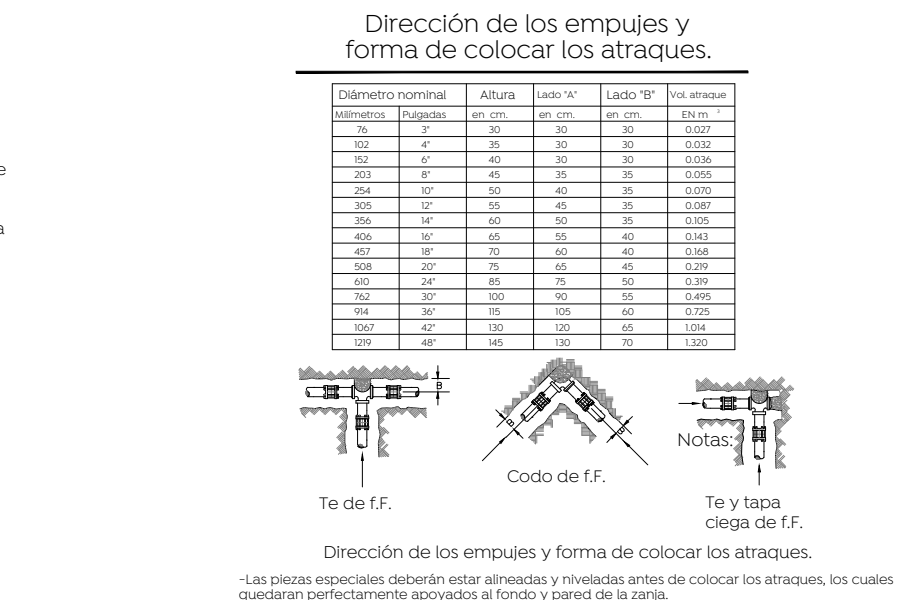 Dirección de los empujes y
forma de colocar los atraques.
Diámetro nominal Altura Lado "A" Lado "B" Vol. atraque
Milímetros Pulgadas en cm. en cm. en cm. EN m 3
76 3" 30 30 30 0.027
102 4" 35 30 30 0.032
152 6" 40 30 30 0.036
203 8" 45 35 35 0.055
254 10" 50 40 35 0.070
305 12" 55 45 35 0.087
356 14" 60 50 35 0.105
406 16" 65 55 40 0.143
457 18" 70 60 40 0.168
508 20" 75 65 45 0.219
610 24" 85 75 50 0.319
762 30" 100 90 55 0.495
914 36" 115 105 60 0.725
1067 42" 130 120 65 1.014
1219 48" 145 130 70 1.320
e
a
B
B
B
Notas:
Te de f.F.
Codo de f.F.
Te y tapa
ciega de f.F.
Dirección de los empujes y forma de colocar los atraques.
-Las piezas especiales deberán estar alineadas y niveladas antes de colocar los atraques, los cuales
quedaran perfectamente apoyados al fondo y pared de la zanja.